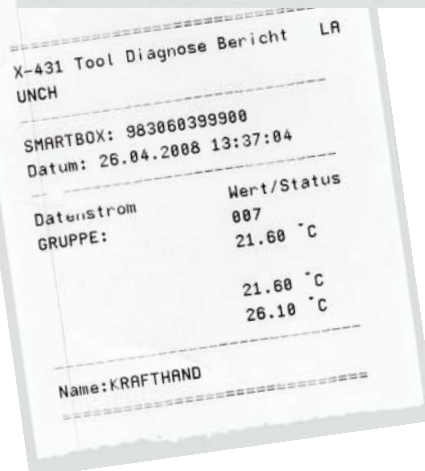 X-431 Tool Diagnose Bericht LA
UNCH
SMARTBOX: 983060399900
Datum: 26.04.2008 13:37:04
Datenstrom Wert/Status
GRUPPE: 007
21.60 °C
21.60 °C
26.10 °C
Name:KRAFTHAND